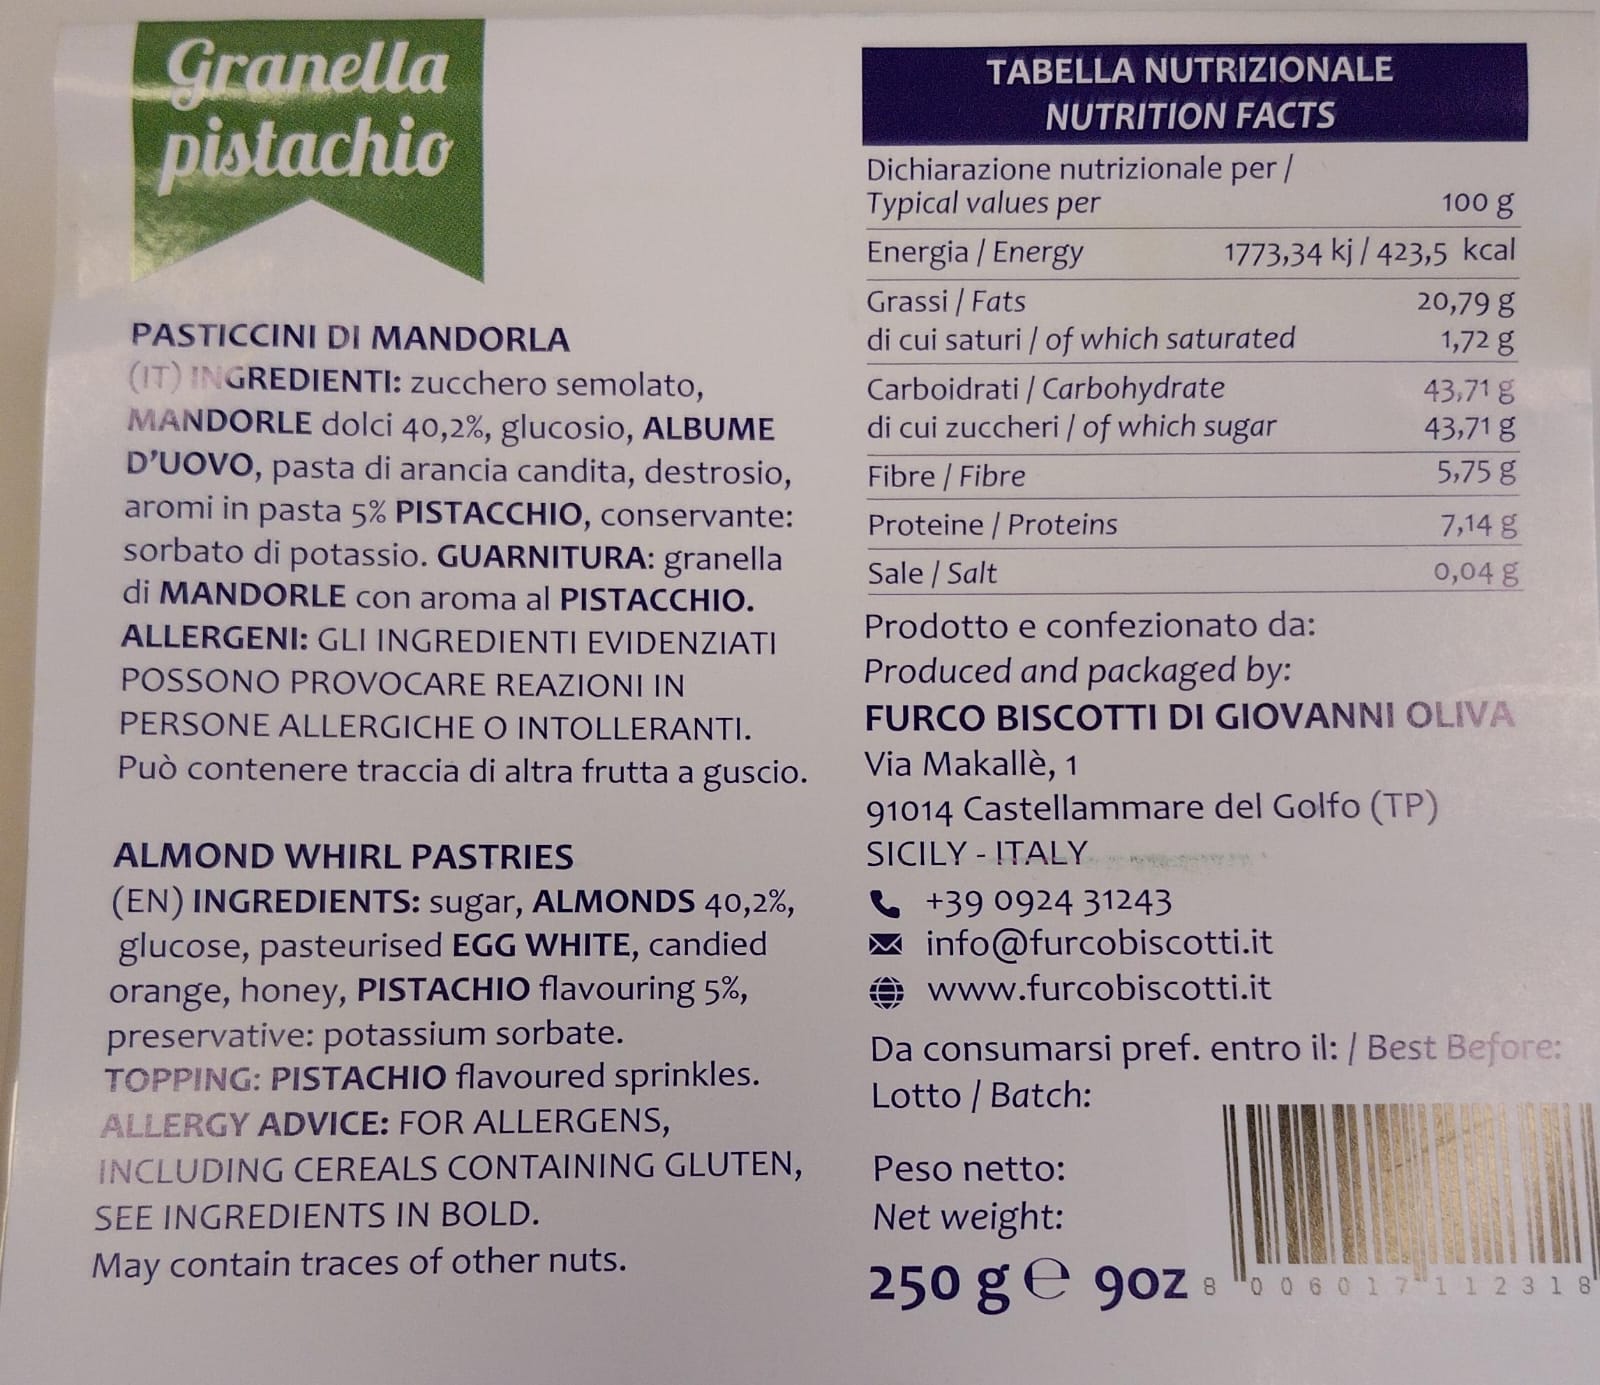 Granella
pistachio
PASTICCINI DI MANDORLA
(IT) INGREDIENTI: zucchero semolato,
MANDORLE dolci 40,2%, glucosio, ALBUME
D'UOVO, pasta di arancia candita, destrosio,
aromi in pasta 5% PISTACCHIO, conservante:
sorbato di potassio. GUARNITURA: granella
di MANDORLE con aroma al PISTACCHIO.
ALLERGENI: GLI INGREDIENTI EVIDENZIATI
POSSONO PROVOCARE REAZIONI IN
PERSONE ALLERGICHE O INTOLLERANTI.
Può contenere traccia di altra frutta a guscio.
ALMOND WHIRL PASTRIES
(EN) INGREDIENTS: sugar, ALMONDS 40,2%,
glucose, pasteurised EGG WHITE, candied
orange, honey, PISTACHIO flavouring 5%,
preservative: potassium sorbate.
TOPPING: PISTACHIO flavoured sprinkles.
ALLERGY ADVICE: FOR ALLERGENS,
INCLUDING CEREALS CONTAINING GLUTEN,
SEE INGREDIENTS IN BOLD.
May contain traces of other nuts.
TABELLA NUTRIZIONALE
NUTRITION FACTS
Dichiarazione nutrizionale per /
Typical values per 100 g
Energia / Energy 1773,34 kj / 423,5 kcal
Grassi / Fats 20,79 g
di cui saturi / of which saturated 1,72 g
Carboidrati / Carbohydrate 43,71 g
di cui zuccheri / of which sugar 43,71 g
Fibre / Fibre 5,75 g
Proteine / Proteins 7,14 g
Sale / Salt 0,04 g
Prodotto e confezionato da:
Produced and packaged by:
FURCO BISCOTTI DI GIOVANNI OLIVA
Via Makallè, 1
91014 Castellammare del Golfo (TP)
SICILY - ITALY
+39 0924 31243
info@furcobiscotti.it
www.furcobiscotti.it
Da consumarsi pref. entro il: / Best Before:
Lotto / Batch:
Peso netto:
Net weight:
250 g ℮ 9oz
8 006017 112318